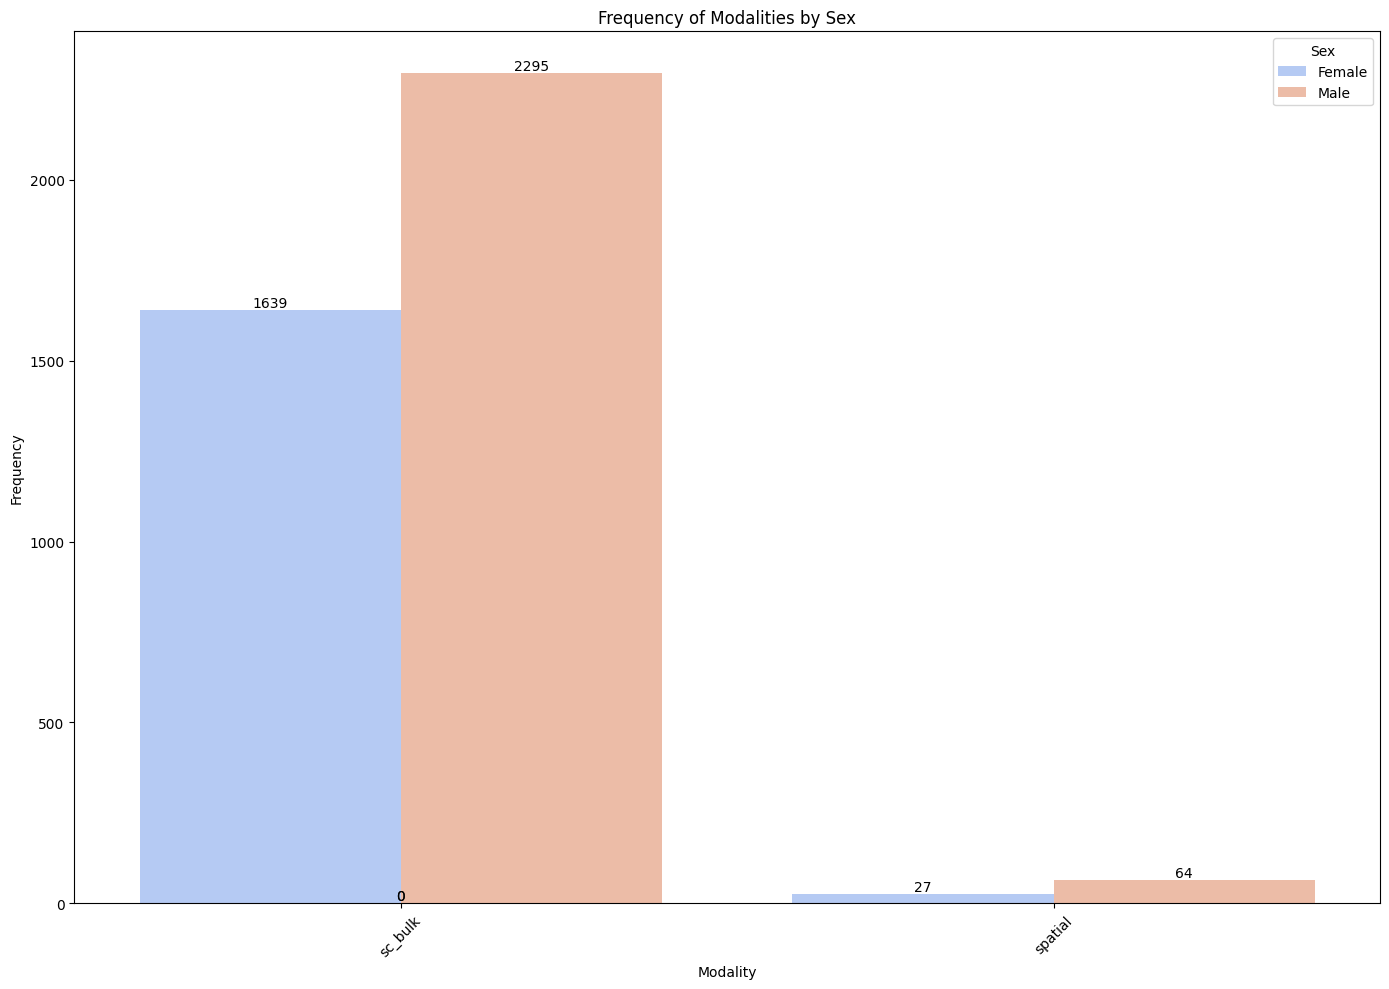 Frequency of Modalities by Sex
Sex
Female
Male
2295
1639
0
27
64
2000
1500
1000
500
0
Frequency
sc_bulk
spatial
Modality